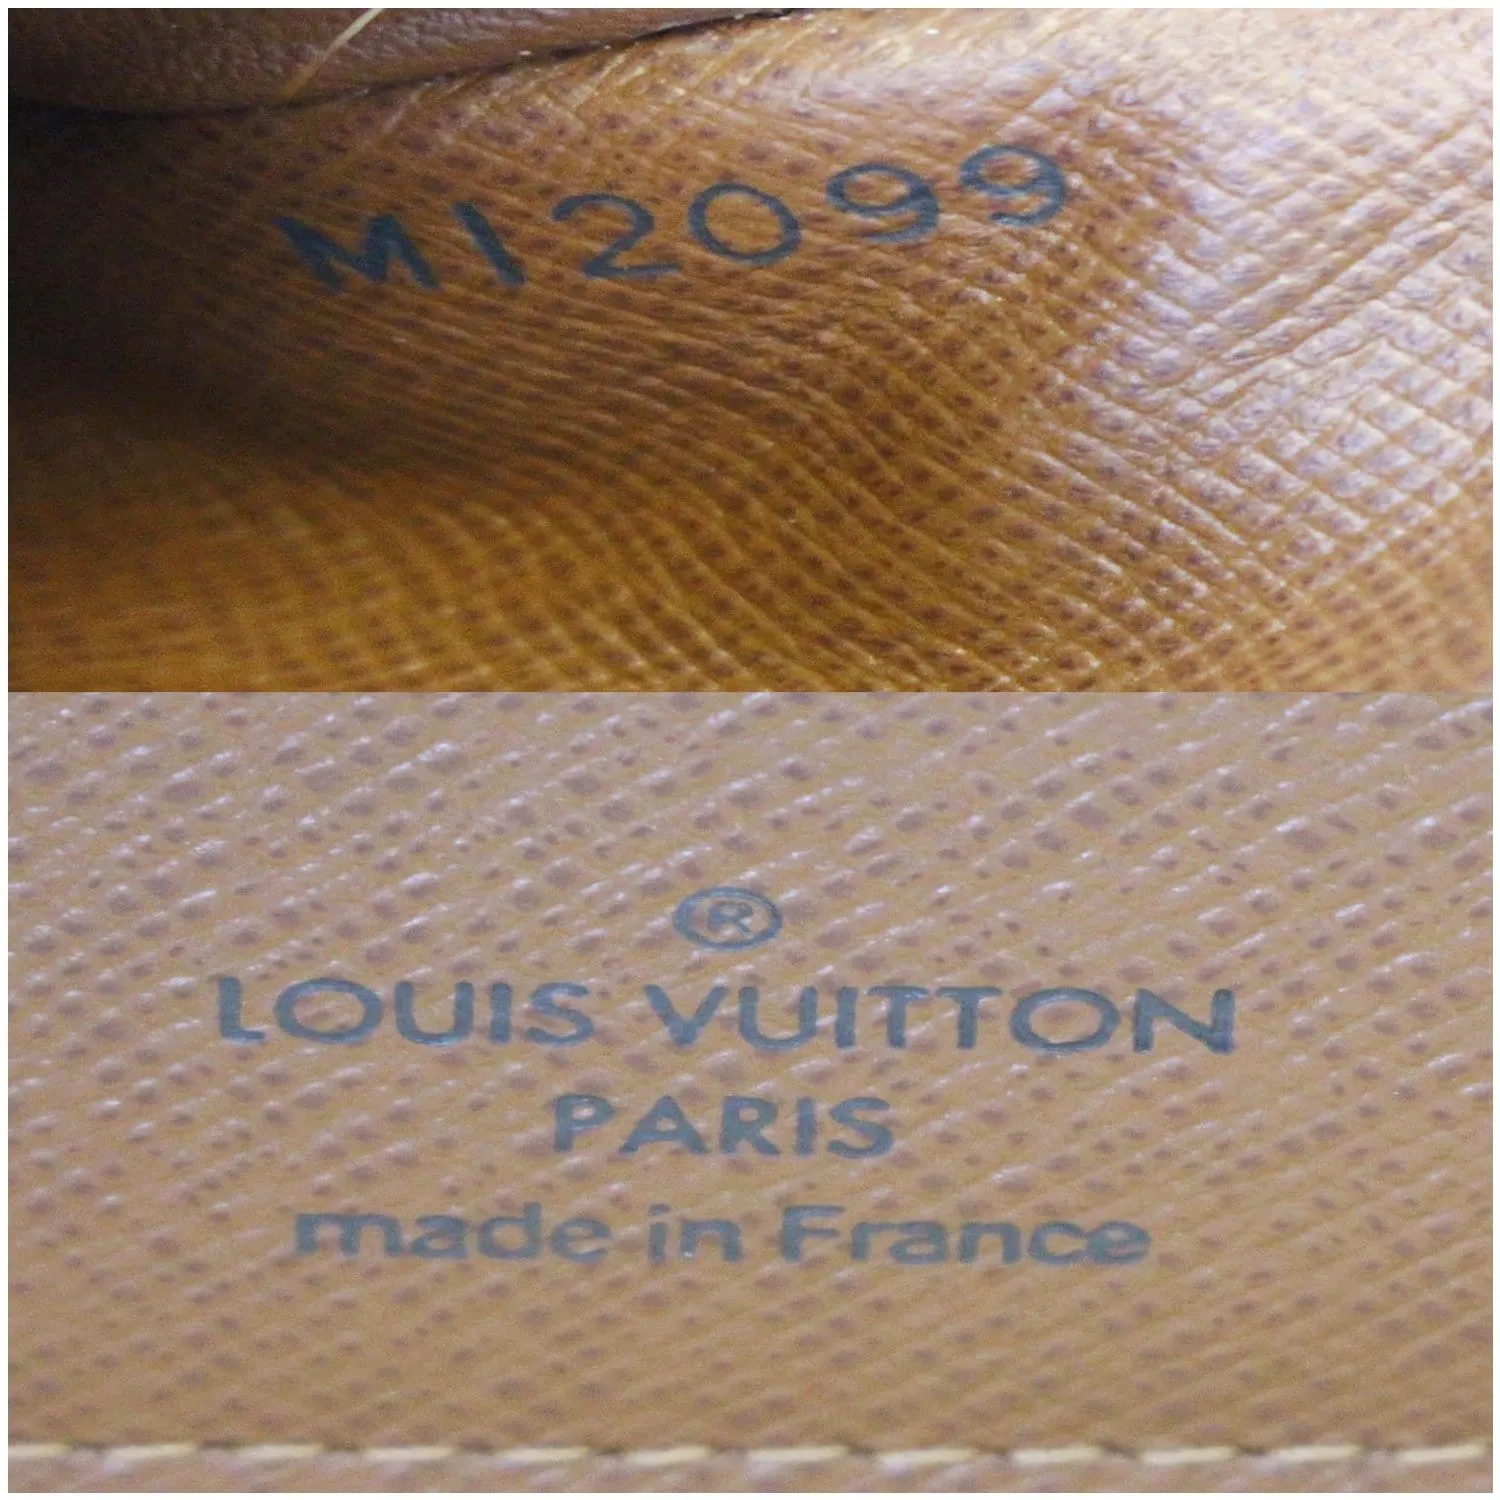 MI2099
®
LOUIS VUITTON
PARIS
made in France